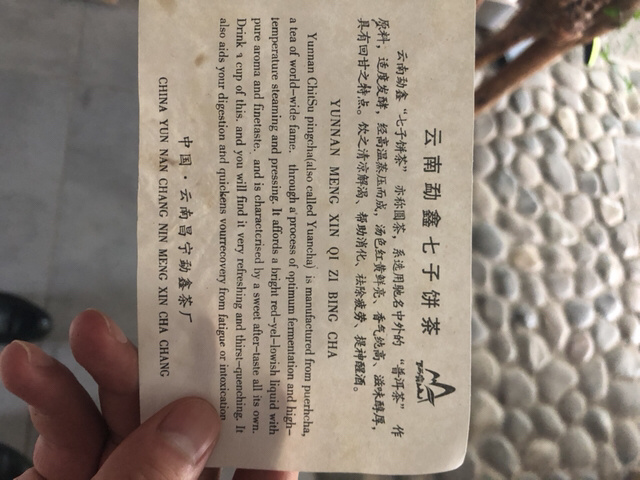 云南勐鑫七子饼茶
云南勐鑫“七子饼茶”亦称圆茶，系选用驰名中外的“普洱茶”作
原料，适度发酵，经高温蒸压而成，汤色红黄鲜亮、香气纯高、滋味醇厚，
具有回甘之特点。饮之清凉解渴、帮助消化、祛除疲劳、提神醒酒。
YUNNAN MENG XIN QI ZI BING CHA
Yunnan ChitSu pingcha(also called Yuancha) is manufactured from puerhcha,
a tea of world-wide fame. through a process of optimum fermentation and high-
temperature steaming and pressing. It affords a bright red-yel-lowish liquid with
pure aroma and finetaste. and is characterised by a sweet after-taste all its own.
Drink a cup of this. and you will find it very refreshing and thirst-quenching. It
also aids your digestion and quickens yourrecovery from fatigue or intoxication
中国·云南昌宁勐鑫茶厂
CHINA YUN NAN CHANG NIN MENG XIN CHA CHANG